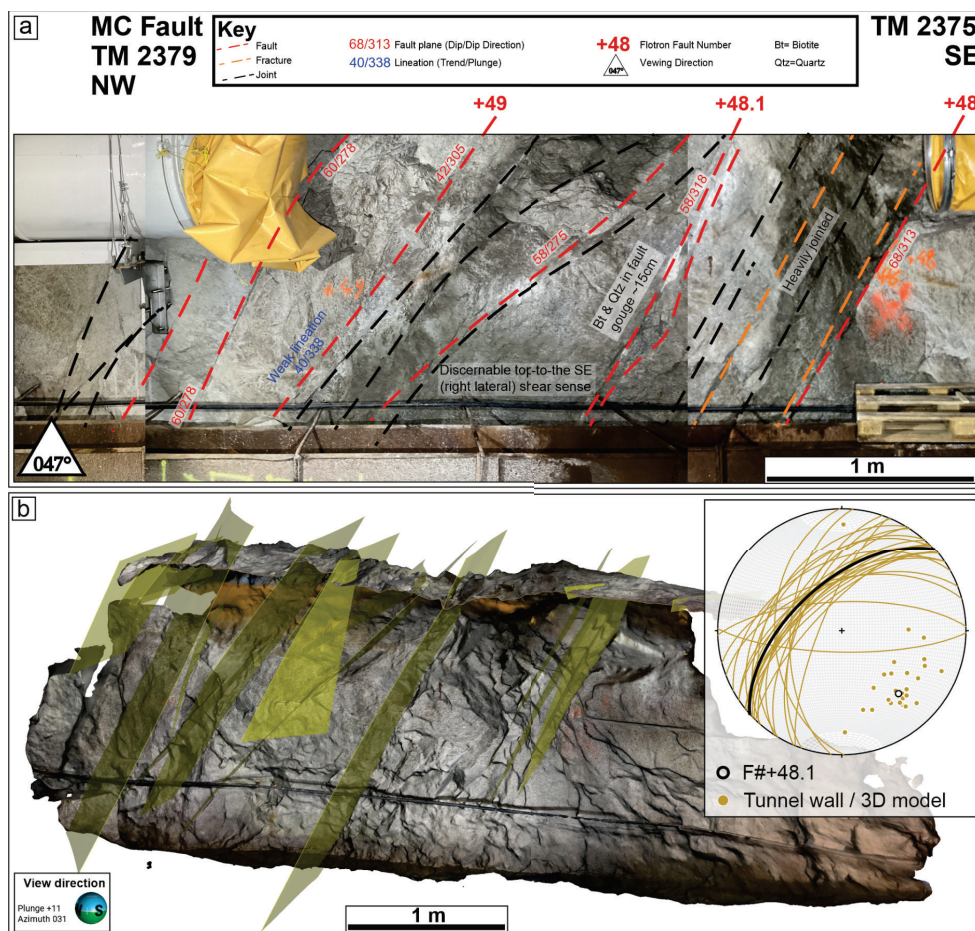 a
MC Fault
TM 2379
NW
Key
Fault
Fracture
Joint
68/313 Fault plane (Dip/Dip Direction)
40/338 Lineation (Trend/Plunge)
+48 Flotron Fault Number
047° Vewing Direction
Bt= Biotite
Qtz=Quartz
TM 2375
SE
+49
+48.1
+48
60/278
42/305
58/275
58/318
68/313
60/278
Weak lineation
40/338
Bt & Qtz in fault
gouge ~15cm
Heavily jointed
Discernable top-to-the SE
(right lateral) shear sense
047°
1 m
b
F#+48.1
Tunnel wall / 3D model
View direction
Plunge +11
Azimuth 031
S
1 m